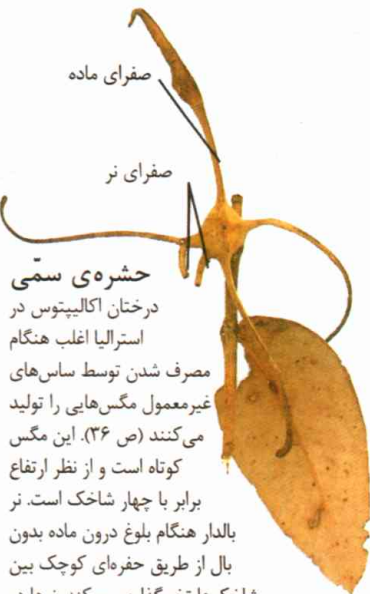 صفرای ماده
صفرای نر
حشره‌ی سمّی
درختان اکالیپتوس در
استرالیا اغلب هنگام
مصرف شدن توسط ساس‌های
غیرمعمول مگس‌هایی را تولید
می‌کنند (ص ۳۶). این مگس
کوتاه است و از نظر ارتفاع
برابر با چهار شاخک است. نر
بالدار هنگام بلوغ درون ماده بدون
بال از طریق حفره‌ای کوچک بین